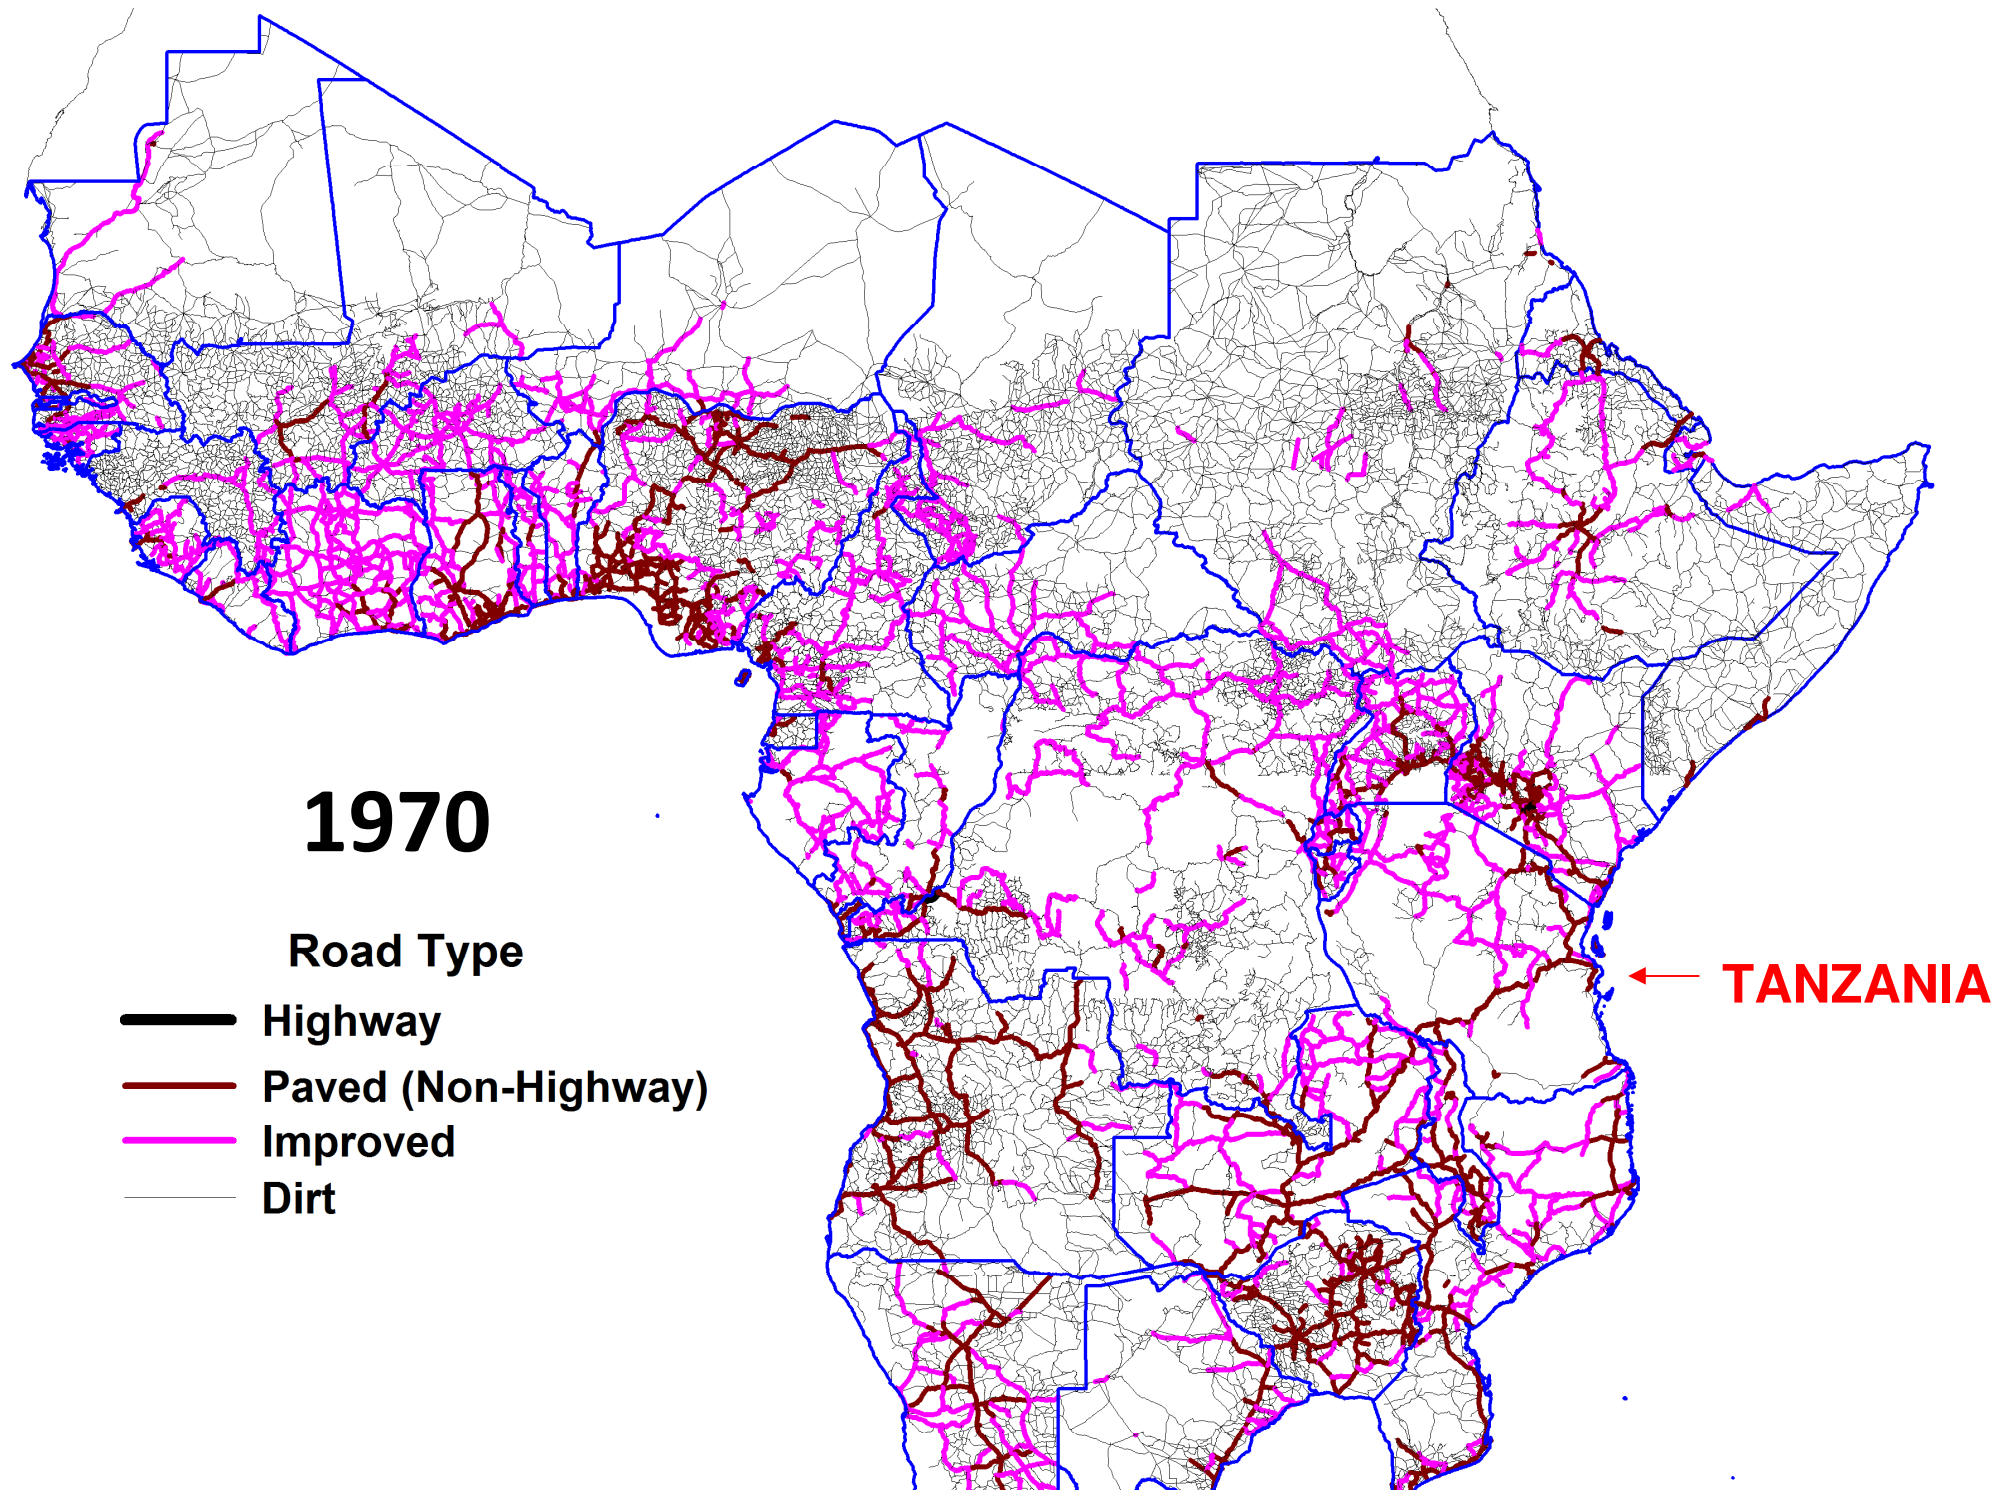 1970
Road Type
Highway
Paved (Non-Highway)
Improved
Dirt
TANZANIA